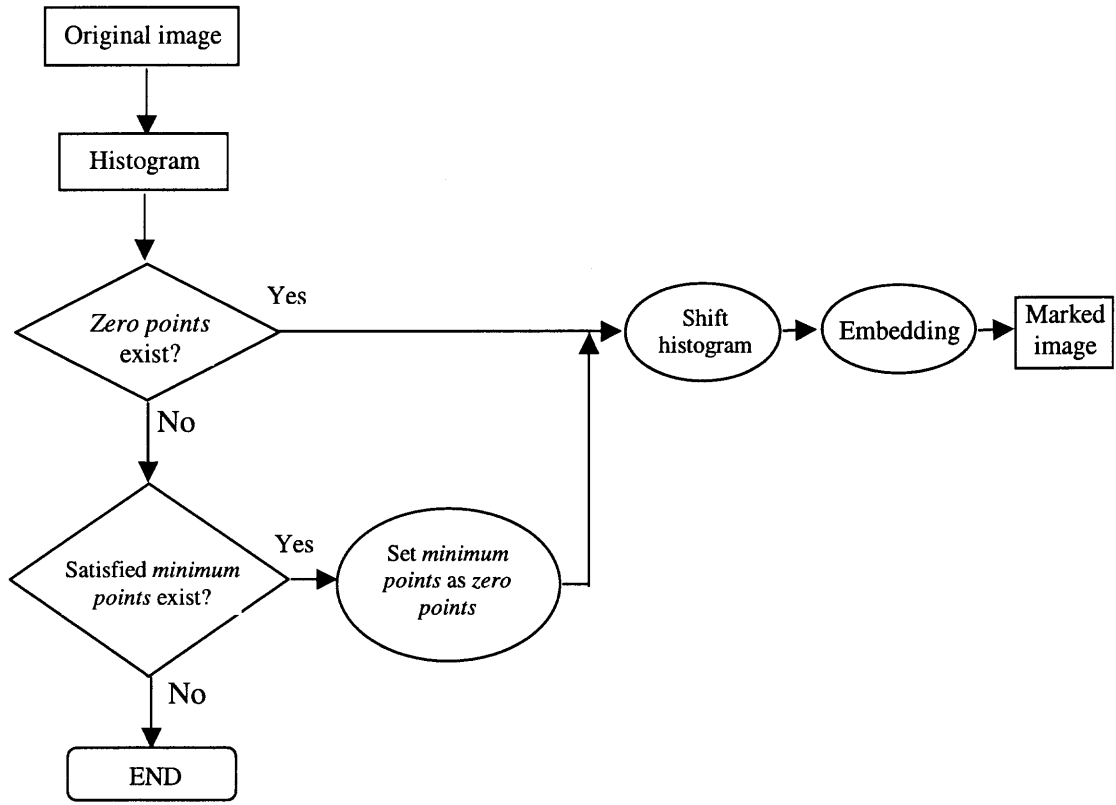 Original image
Histogram
Zero points
exist?
Yes
Shift
histogram
Embedding
Marked
image
No
Satisfied minimum
points exist?
Yes
Set minimum
points as zero
points
No
END